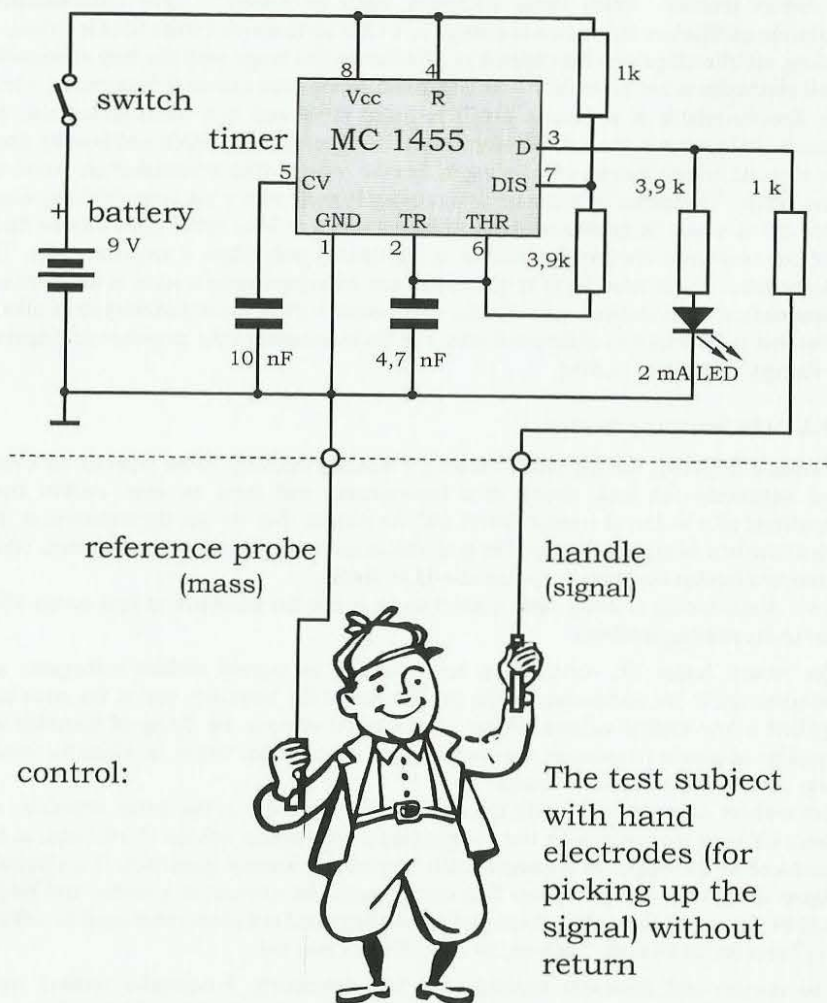 8
4
1k
Vcc
R
switch
timer
MC 1455
D
3
5
CV
DIS
7
3,9 k
1 k
+
battery
GND
TR
THR
9 V
1
2
6
3,9k
10 nF
4,7 nF
2 mA LED
reference probe
(mass)
handle
(signal)
control:
The test subject
with hand
electrodes (for
picking up the
signal) without
return